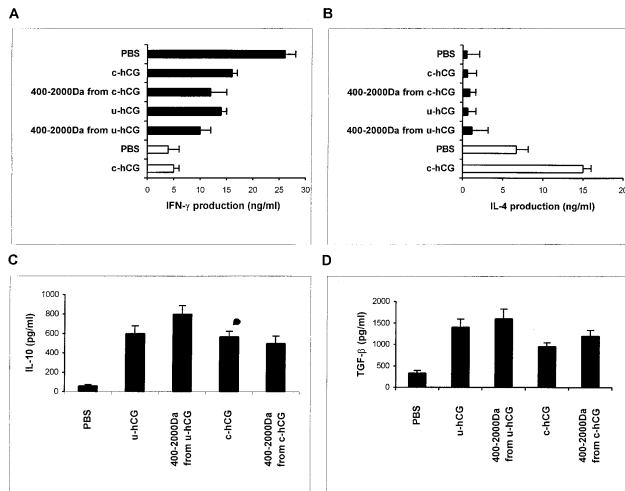 A
PBS
c-hCG
400-2000Da from c-hCG
u-hCG
400-2000Da from u-hCG
PBS
c-hCG
0 5 10 15 20 25 30
IFN-γ production (ng/ml)
B
PBS
c-hCG
400-2000Da from c-hCG
u-hCG
400-2000Da from u-hCG
PBS
c-hCG
0 5 10 15 20
IL-4 production (ng/ml)
C
IL-10 (pg/ml)
1000
800
600
400
200
0
PBS
u-hCG
400-2000Da
from u-hCG
c-hCG
400-2000Da
from c-hCG
D
TGF-β (pg/ml)
2000
1500
1000
500
0
PBS
u-hCG
400-2000Da
from u-hCG
c-hCG
400-2000Da
from c-hCG